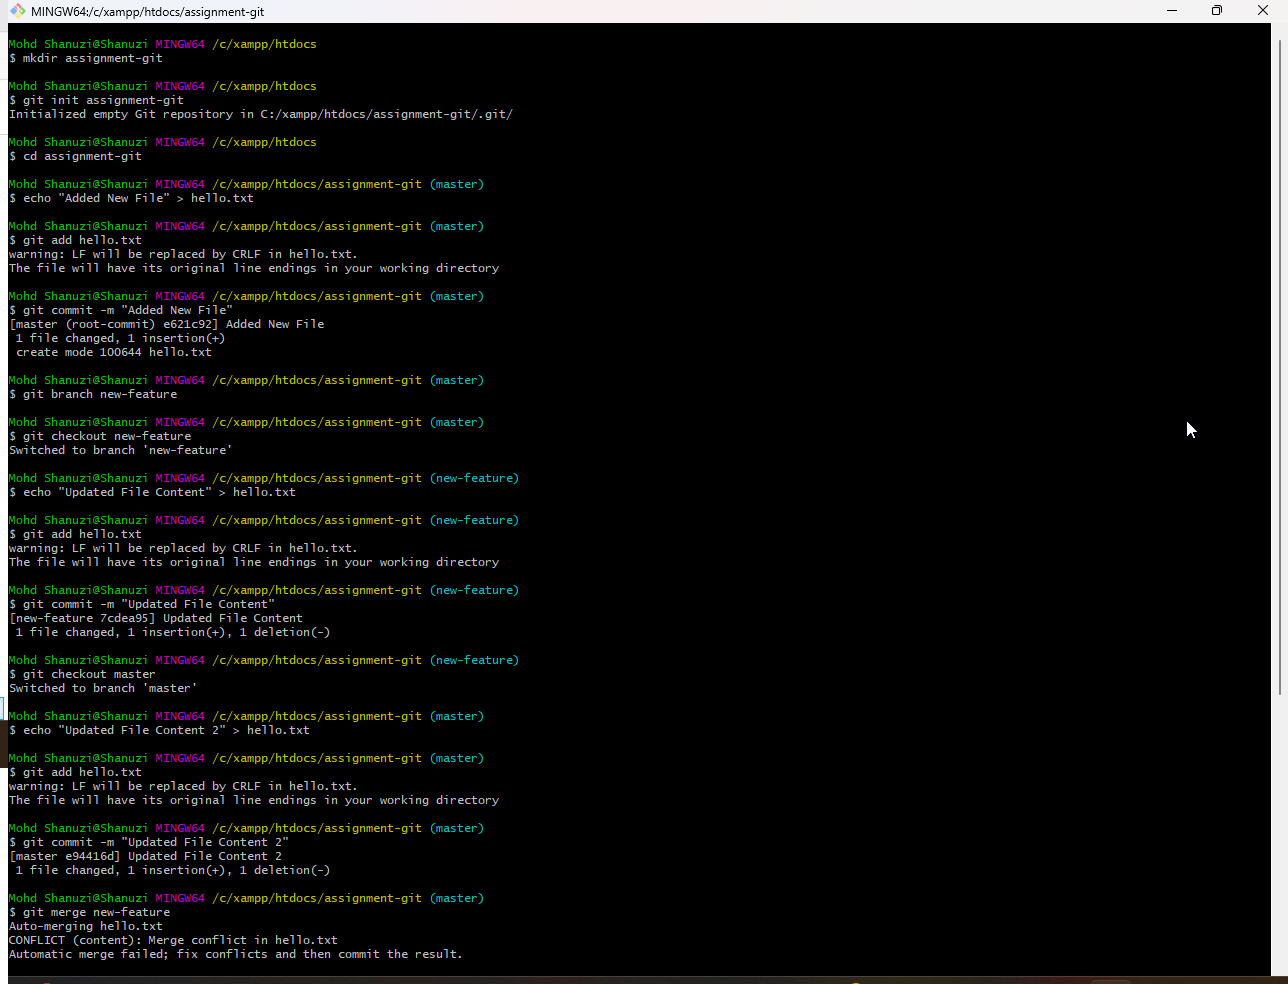 MINGW64:/c/xampp/htdocs/assignment-git
Mohd Shanuzi@Shanuzi MINGW64 /c/xampp/htdocs
$ mkdir assignment-git
Mohd Shanuzi@Shanuzi MINGW64 /c/xampp/htdocs
$ git init assignment-git
Initialized empty Git repository in C:/xampp/htdocs/assignment-git/.git/
Mohd Shanuzi@Shanuzi MINGW64 /c/xampp/htdocs
$ cd assignment-git
Mohd Shanuzi@Shanuzi MINGW64 /c/xampp/htdocs/assignment-git (master)
$ echo "Added New File" > hello.txt
Mohd Shanuzi@Shanuzi MINGW64 /c/xampp/htdocs/assignment-git (master)
$ git add hello.txt
warning: LF will be replaced by CRLF in hello.txt.
The file will have its original line endings in your working directory
Mohd Shanuzi@Shanuzi MINGW64 /c/xampp/htdocs/assignment-git (master)
$ git commit -m "Added New File"
[master (root-commit) e621c92] Added New File
 1 file changed, 1 insertion(+)
 create mode 100644 hello.txt
Mohd Shanuzi@Shanuzi MINGW64 /c/xampp/htdocs/assignment-git (master)
$ git branch new-feature
Mohd Shanuzi@Shanuzi MINGW64 /c/xampp/htdocs/assignment-git (master)
$ git checkout new-feature
Switched to branch 'new-feature'
Mohd Shanuzi@Shanuzi MINGW64 /c/xampp/htdocs/assignment-git (new-feature)
$ echo "Updated File Content" > hello.txt
Mohd Shanuzi@Shanuzi MINGW64 /c/xampp/htdocs/assignment-git (new-feature)
$ git add hello.txt
warning: LF will be replaced by CRLF in hello.txt.
The file will have its original line endings in your working directory
Mohd Shanuzi@Shanuzi MINGW64 /c/xampp/htdocs/assignment-git (new-feature)
$ git commit -m "Updated File Content"
[new-feature 7cdea95] Updated File Content
 1 file changed, 1 insertion(+), 1 deletion(-)
Mohd Shanuzi@Shanuzi MINGW64 /c/xampp/htdocs/assignment-git (new-feature)
$ git checkout master
Switched to branch 'master'
Mohd Shanuzi@Shanuzi MINGW64 /c/xampp/htdocs/assignment-git (master)
$ echo "Updated File Content 2" > hello.txt
Mohd Shanuzi@Shanuzi MINGW64 /c/xampp/htdocs/assignment-git (master)
$ git add hello.txt
warning: LF will be replaced by CRLF in hello.txt.
The file will have its original line endings in your working directory
Mohd Shanuzi@Shanuzi MINGW64 /c/xampp/htdocs/assignment-git (master)
$ git commit -m "Updated File Content 2"
[master e94416d] Updated File Content 2
 1 file changed, 1 insertion(+), 1 deletion(-)
Mohd Shanuzi@Shanuzi MINGW64 /c/xampp/htdocs/assignment-git (master)
$ git merge new-feature
Auto-merging hello.txt
CONFLICT (content): Merge conflict in hello.txt
Automatic merge failed; fix conflicts and then commit the result.